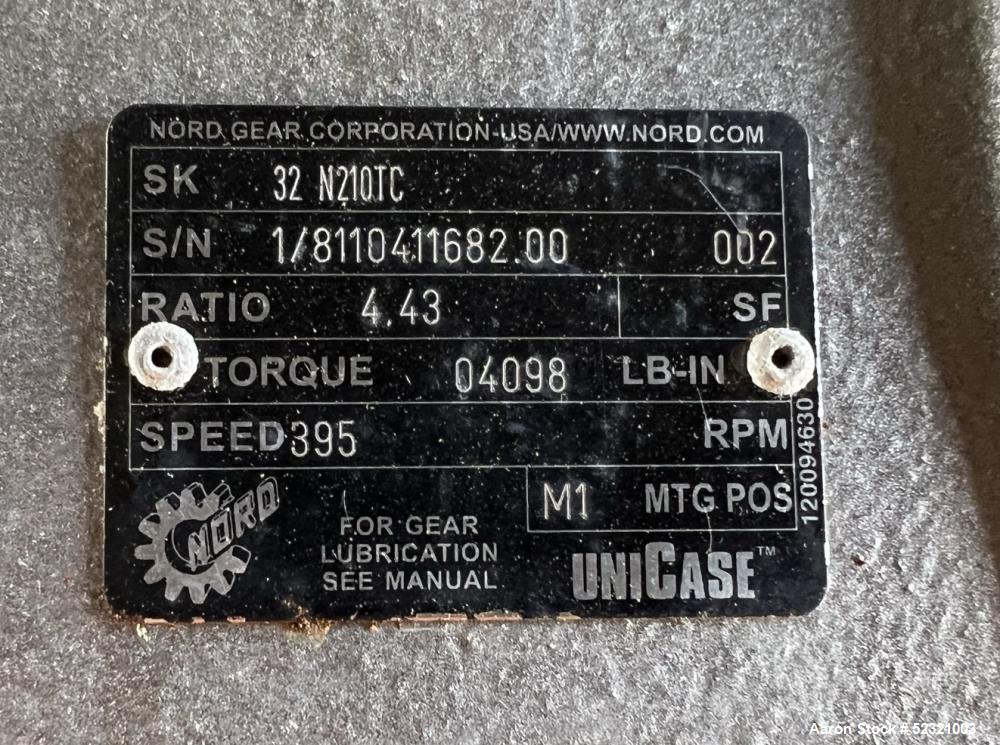 NORD GEAR CORPORATION-USA/WWW.NORD.COM
SK 32 N210TC
S/N 1/8110411682.00 002
RATIO 4.43 SF
TORQUE 04098 LB-IN
SPEED 395 RPM
M1 MTG POS
120094630
NORD
FOR GEAR
LUBRICATION
SEE MANUAL
UNICASE™
Aaron Stock # 52321003